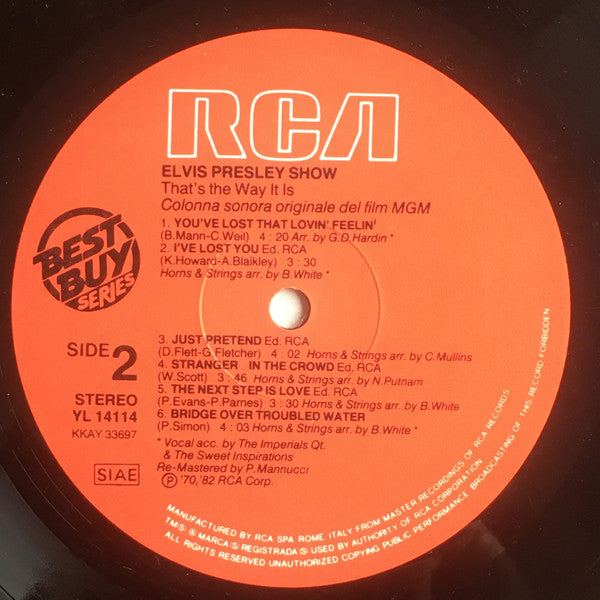 RCA
ELVIS PRESLEY SHOW
That's the Way It Is
Colonna sonora originale del film MGM
1. YOU'VE LOST THAT LOVIN' FEELIN'
(B.Mann-C.Weil) 4 : 20 Arr. by G.D.Hardin *
2. I'VE LOST YOU Ed. RCA
(K.Howard-A.Blaikley) 3 : 30
Horns & Strings arr. by B.White *
BEST
BUY
SERIES
SIDE 2
STEREO
YL 14114
KKAY 33697
3. JUST PRETEND Ed. RCA
(D.Flett-G.Fletcher) 4 : 02 Horns & Strings arr. by C.Mullins
4. STRANGER IN THE CROWD Ed. RCA
(W.Scott) 3 : 46 Horns & Strings arr. by N.Putnam
5. THE NEXT STEP IS LOVE Ed. RCA
(P.Evans-P.Parnes) 3 : 30 Horns & Strings arr. by B.White *
6. BRIDGE OVER TROUBLED WATER
(P.Simon) 4 : 03 Horns & Strings arr. by B.White *
* Vocal acc. by The Imperials Qt.
& The Sweet Inspirations
Re-Mastered by P.Mannucci
Ⓟ '70,'82 RCA Corp.
SIAE
MANUFACTURED BY RCA SPA ROME ITALY FROM MASTER RECORDINGS OF RCA RECORDS
TM(S) ® MARCA(S) REGISTRADA(S) USED BY AUTHORITY OF RCA CORPORATION
ALL RIGHTS RESERVED UNAUTHORIZED COPYING PUBLIC PERFORMANCE BROADCASTING OF THIS RECORD FORBIDDEN